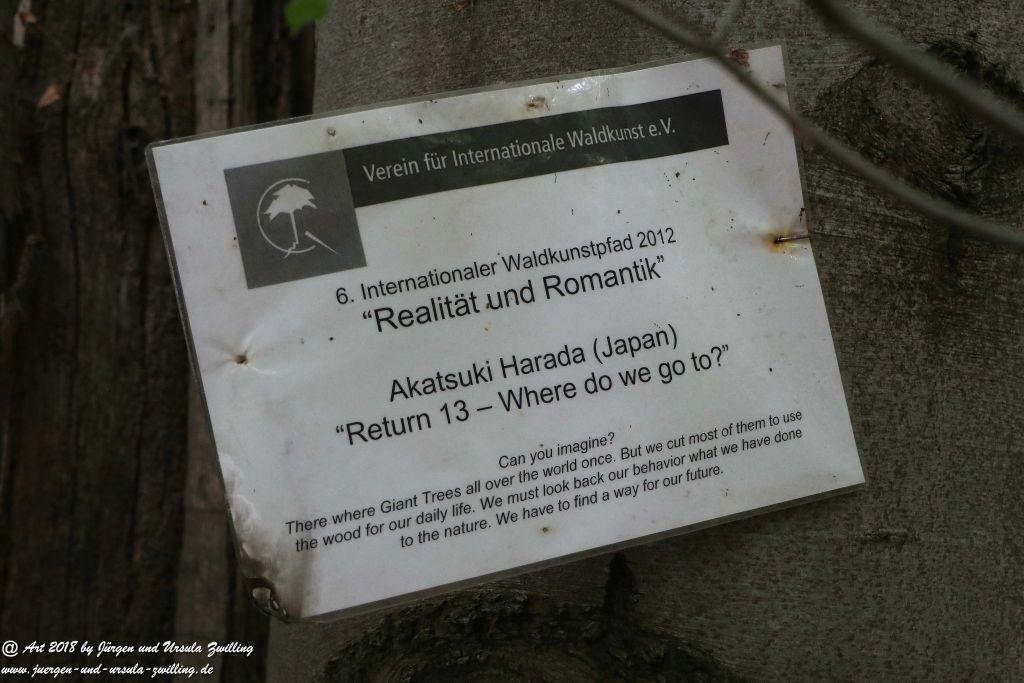 Verein für Internationale Waldkunst e.V.
6. Internationaler Waldkunstpfad 2012
“Realität und Romantik”
Akatsuki Harada (Japan)
“Return 13 – Where do we go to?”
Can you imagine?
There where Giant Trees all over the world once. But we cut most of them to use
the wood for our daily life. We must look back our behavior what we have done
to the nature. We have to find a way for our future.
@ Art 2018 by Jürgen und Ursula Zwilling
www.juergen-und-ursula-zwilling.de